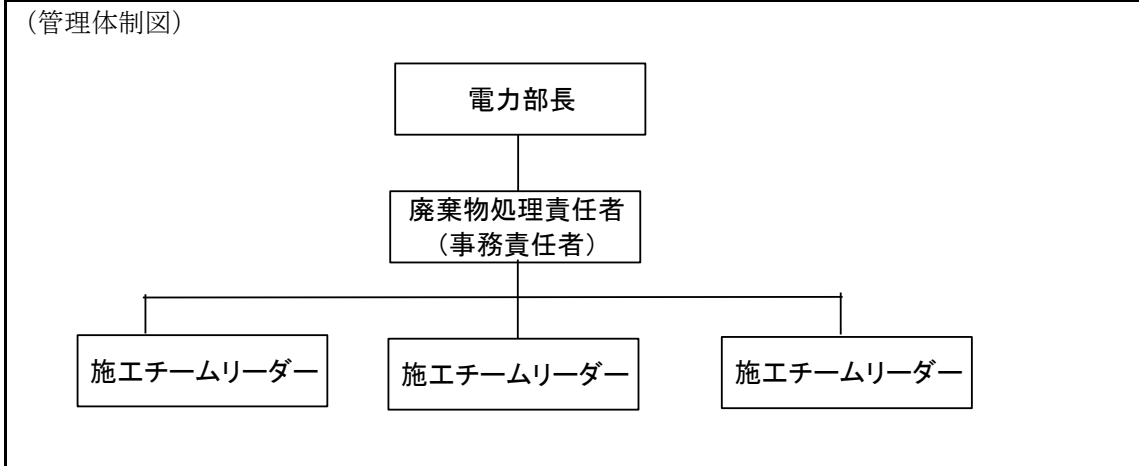 （管理体制図）
電力部長
廃棄物処理責任者
（事務責任者）
施工チームリーダー
施工チームリーダー
施工チームリーダー